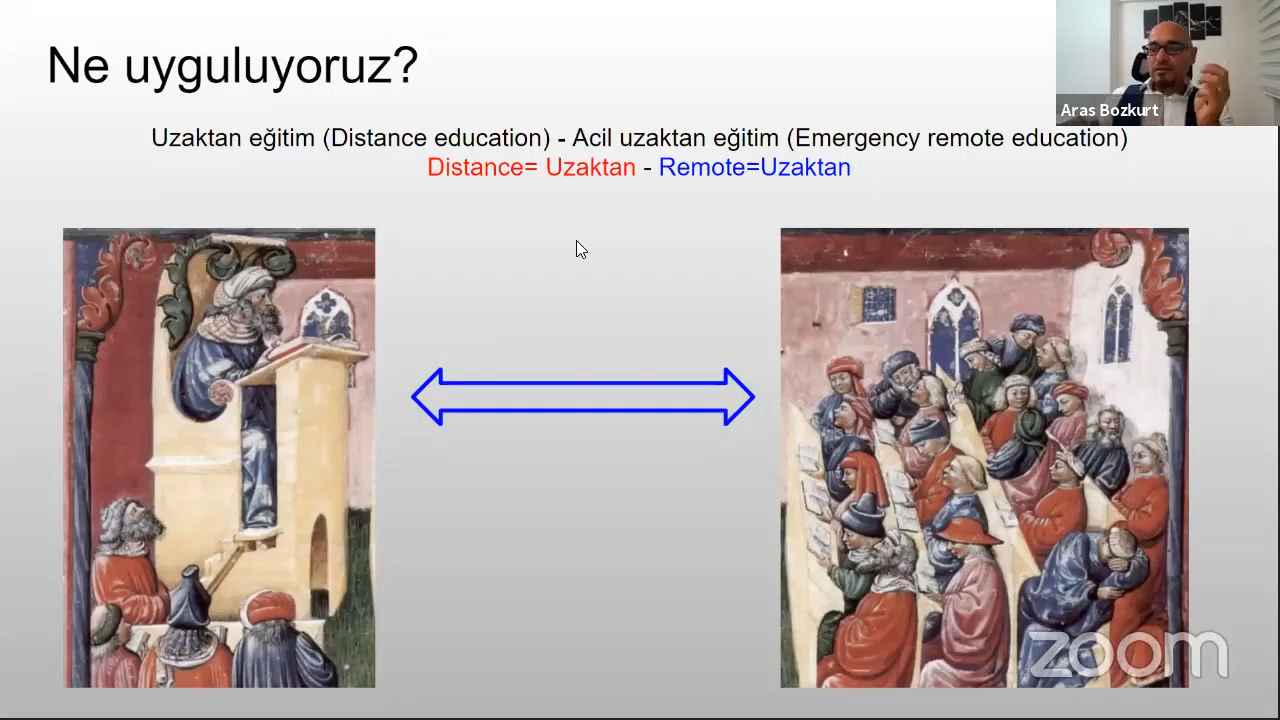 Ne uyguluyoruz?
Aras Bozkurt
Uzaktan eğitim (Distance education) - Acil uzaktan eğitim (Emergency remote education)
Distance= Uzaktan - Remote=Uzaktan
zoom